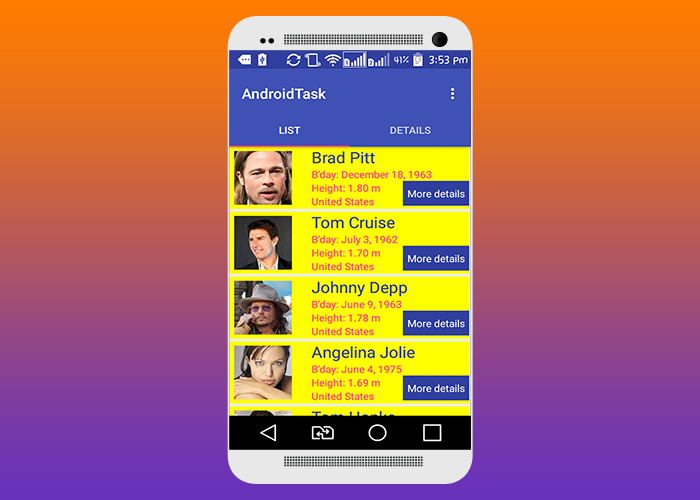 41% 3:53 Pm
AndroidTask
LIST DETAILS
Brad Pitt
B'day: December 18, 1963
Height: 1.80 m
United States
More details
Tom Cruise
B'day: July 3, 1962
Height: 1.70 m
United States
More details
Johnny Depp
B'day: June 9, 1963
Height: 1.78 m
United States
More details
Angelina Jolie
B'day: June 4, 1975
Height: 1.69 m
United States
More details
Tom Hanks